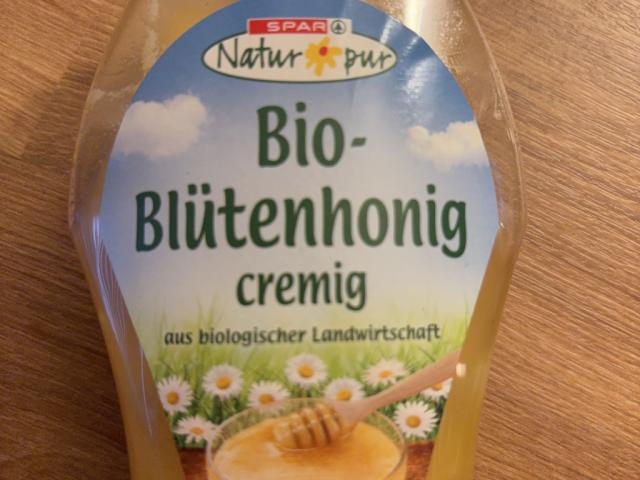 SPAR
Natur pur
Bio-
Blütenhonig
cremig
aus biologischer Landwirtschaft